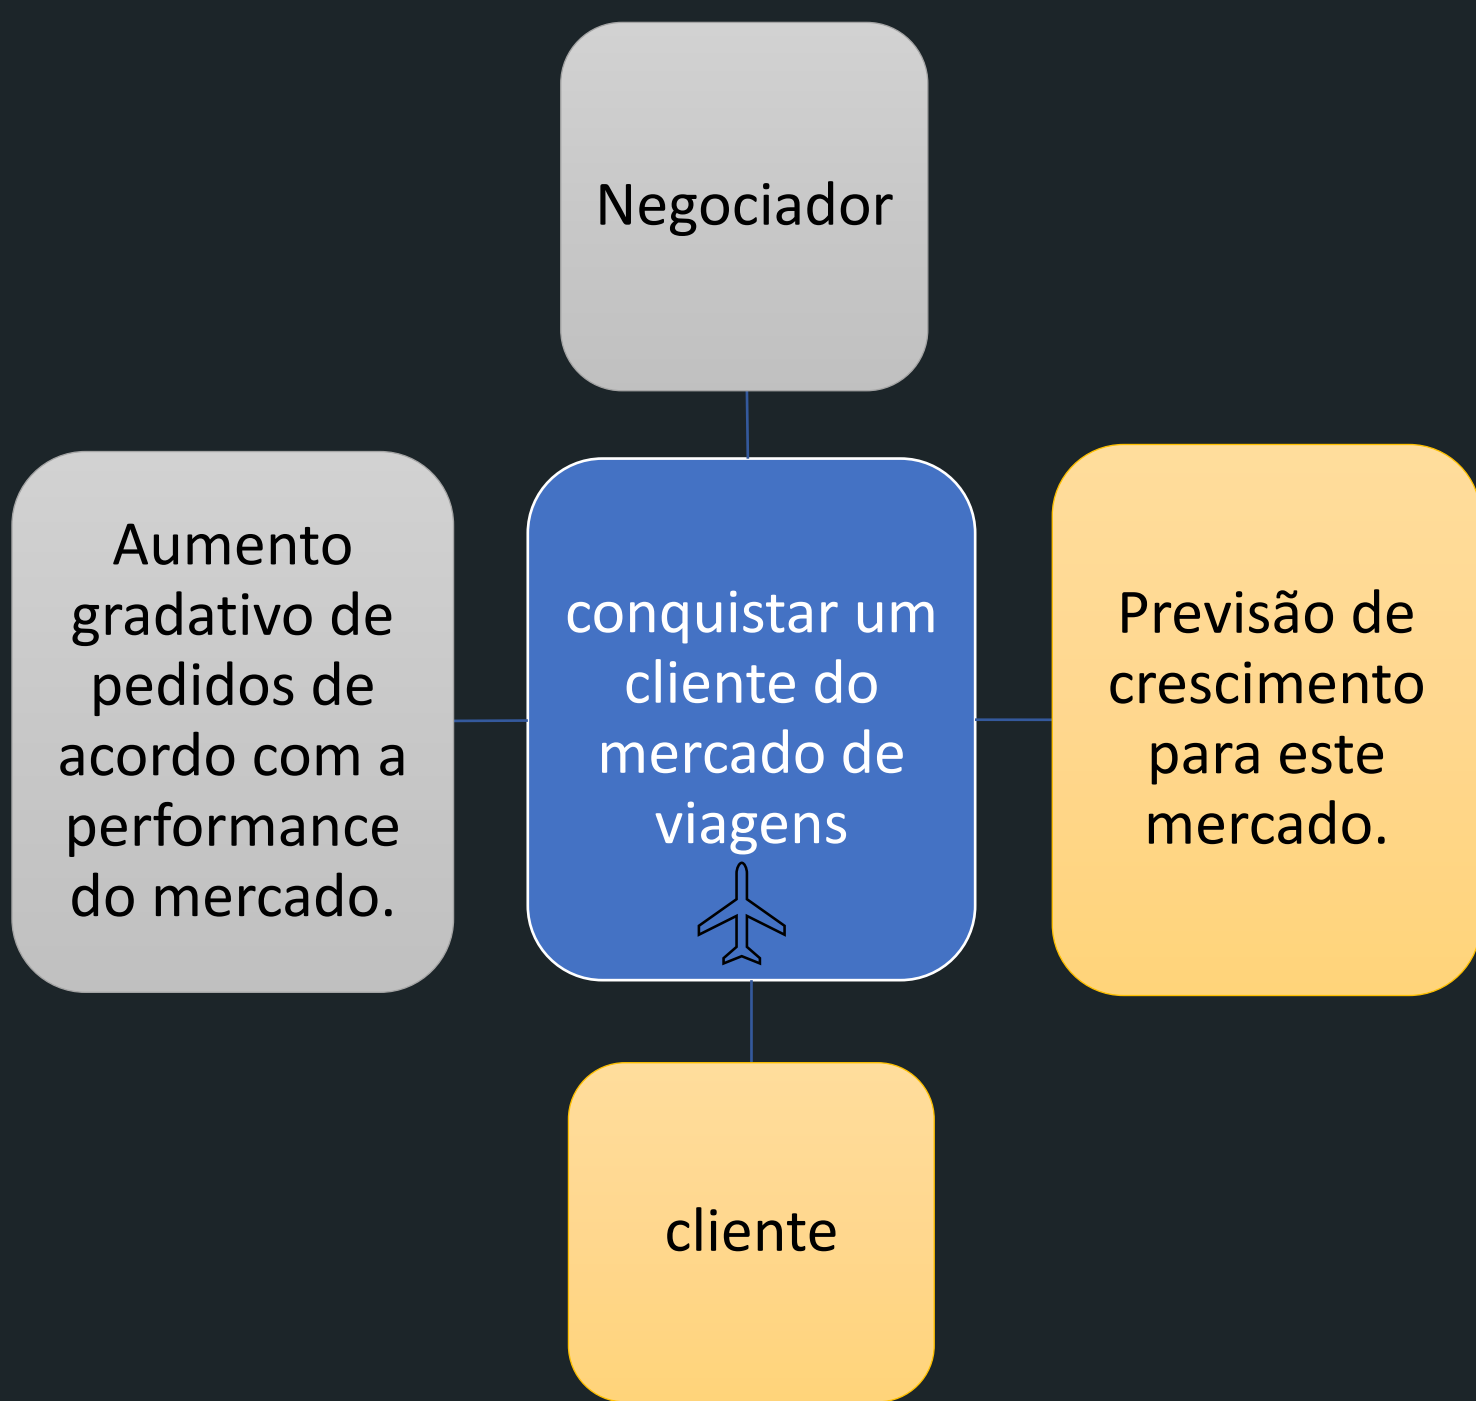 Negociador
Aumento
gradativo de
pedidos de
acordo com a
performance
do mercado.
conquistar um
cliente do
mercado de
viagens
Previsão de
crescimento
para este
mercado.
cliente